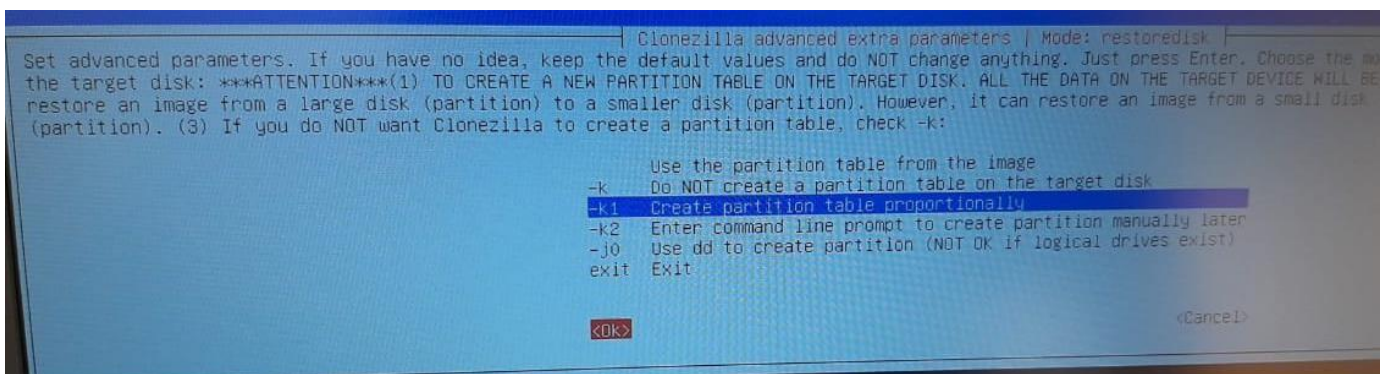 Clonezilla advanced extra parameters | Mode: restoredisk
Set advanced parameters. If you have no idea, keep the default values and do NOT change anything. Just press Enter. Choose the
the target disk: ***ATTENTION***(1) TO CREATE A NEW PARTITION TABLE ON THE TARGET DISK. ALL THE DATA ON THE TARGET DEVICE WILL BE
restore an image from a large disk (partition) to a smaller disk (partition). However, it can restore an image from a small disk
(partition). (3) If you do NOT want Clonezilla to create a partition table, check -k:
Use the partition table from the image
-k Do NOT create a partition table on the target disk
-k1 Create partition table proportionally
-k2 Enter command line prompt to create partition manually later
-j0 Use dd to create partition (NOT OK if logical drives exist)
exit Exit
<Ok> <Cancel>